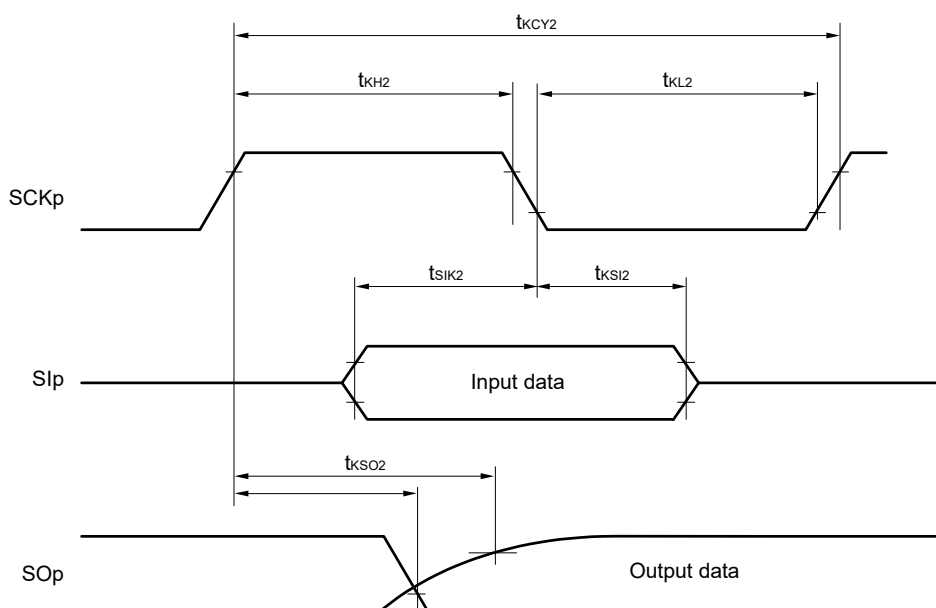 tKCY2
tKH2
tKL2
SCKp
tSIK2
tKSI2
SIp
Input data
tKSO2
SOp
Output data